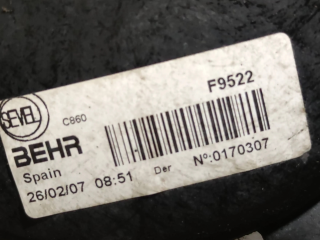 SEVEL
C860
F9522
BEHR
Spain
26/02/07 08:51 Der Nº:0170307